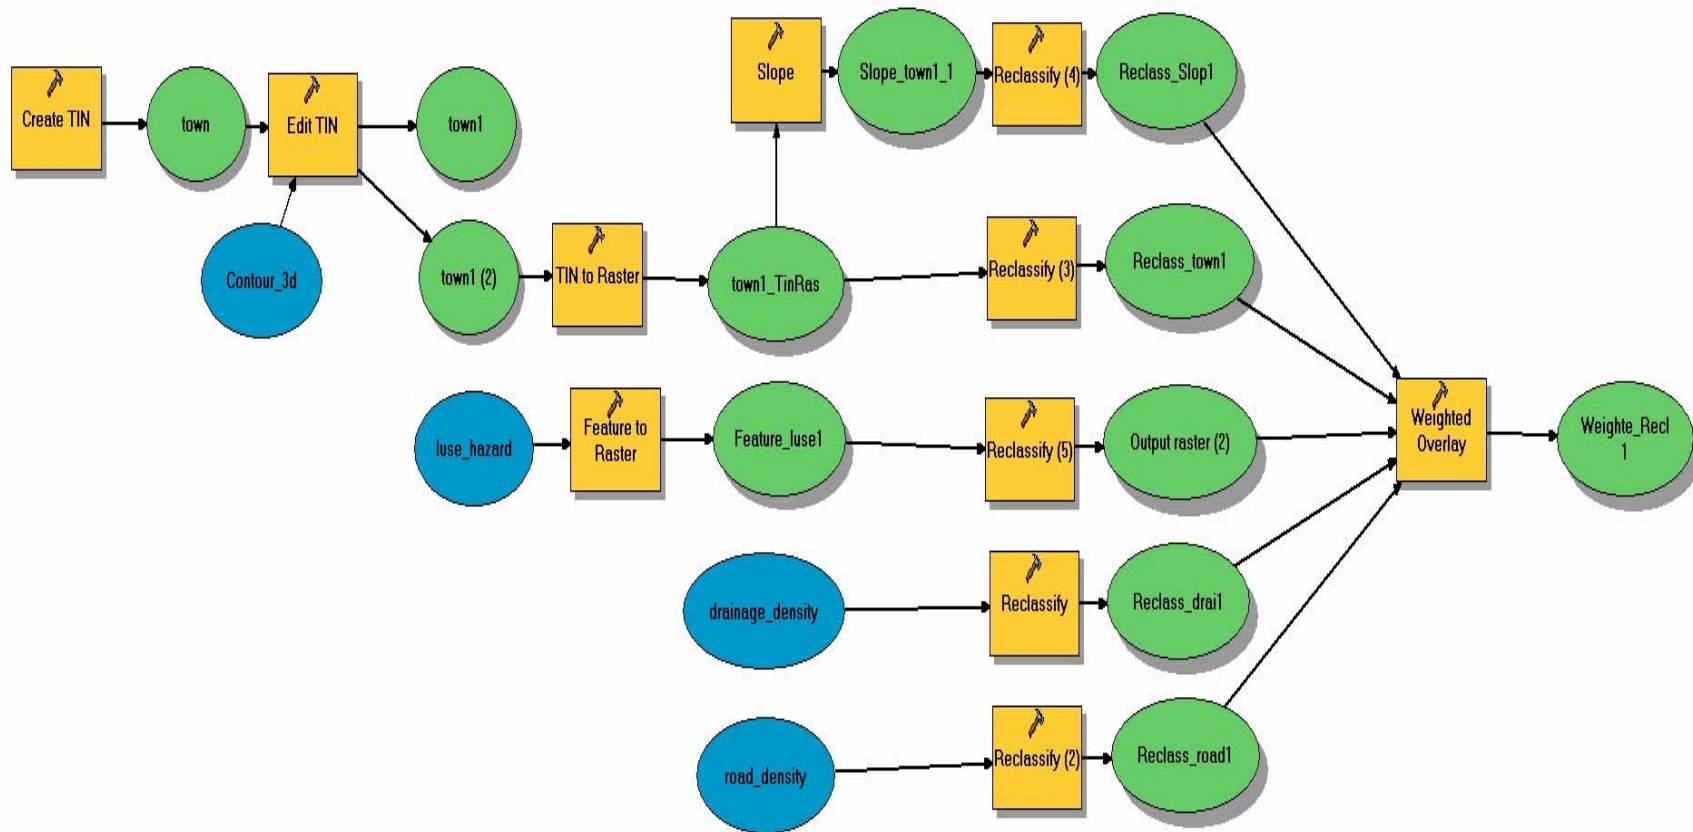 Create TIN
town
Edit TIN
town1
Contour_3d
town1 (2)
TIN to Raster
town1_TinRas
Slope
Slope_town1_1
Reclassify (4)
Reclass_Slop1
Reclassify (3)
Reclass_town1
luse_hazard
Feature to
Raster
Feature_luse1
Reclassify (5)
Output raster (2)
drainage_density
Reclassify
Reclass_drai1
road_density
Reclassify (2)
Reclass_road1
Weighted
Overlay
Weighte_Recl
1